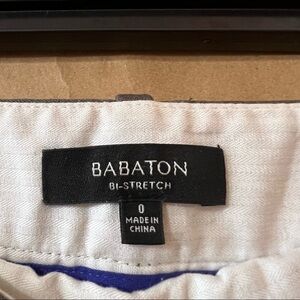 BABATON
BI-STRETCH
0
MADE IN
CHINA